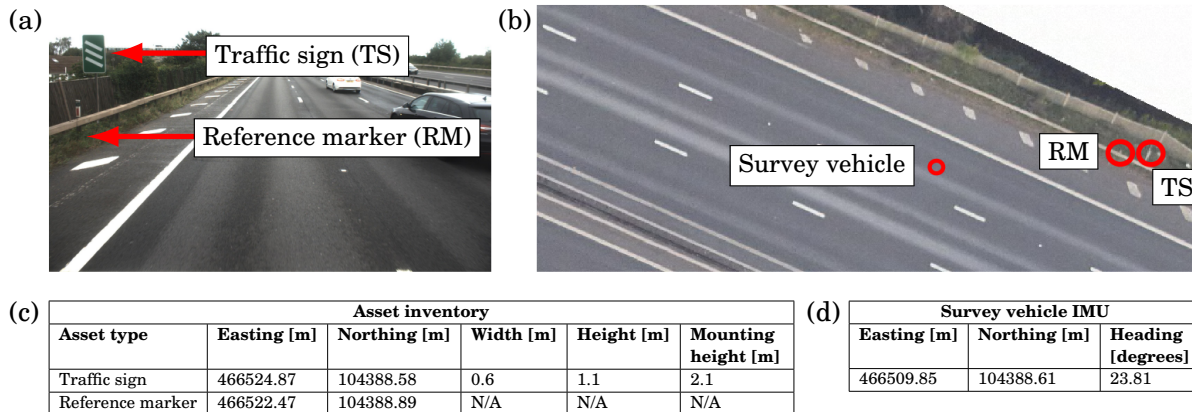 (a)
Traffic sign (TS)
Reference marker (RM)
(b)
Survey vehicle
RM
TS
(c)
Asset inventory
Asset type Easting [m] Northing [m] Width [m] Height [m] Mounting height [m]
Traffic sign 466524.87 104388.58 0.6 1.1 2.1
Reference marker 466522.47 104388.89 N/A N/A N/A
(d)
Survey vehicle IMU
Easting [m] Northing [m] Heading [degrees]
466509.85 104388.61 23.81